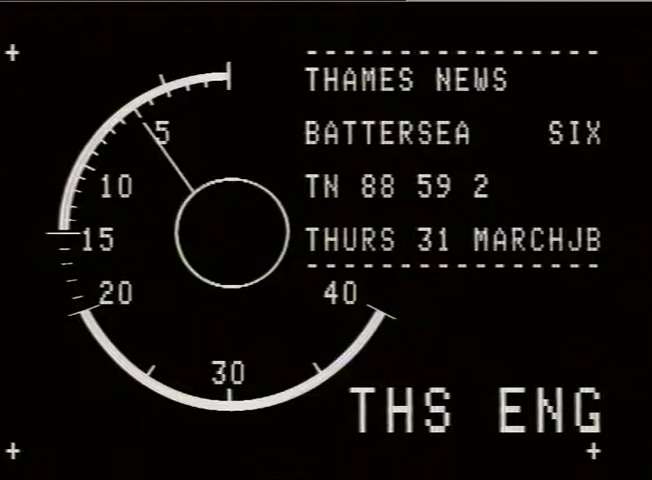 THAMES NEWS
BATTERSEA SIX
TN 88 59 2
THURS 31 MARCHJB
5
10
15
20
30
40
THS ENG